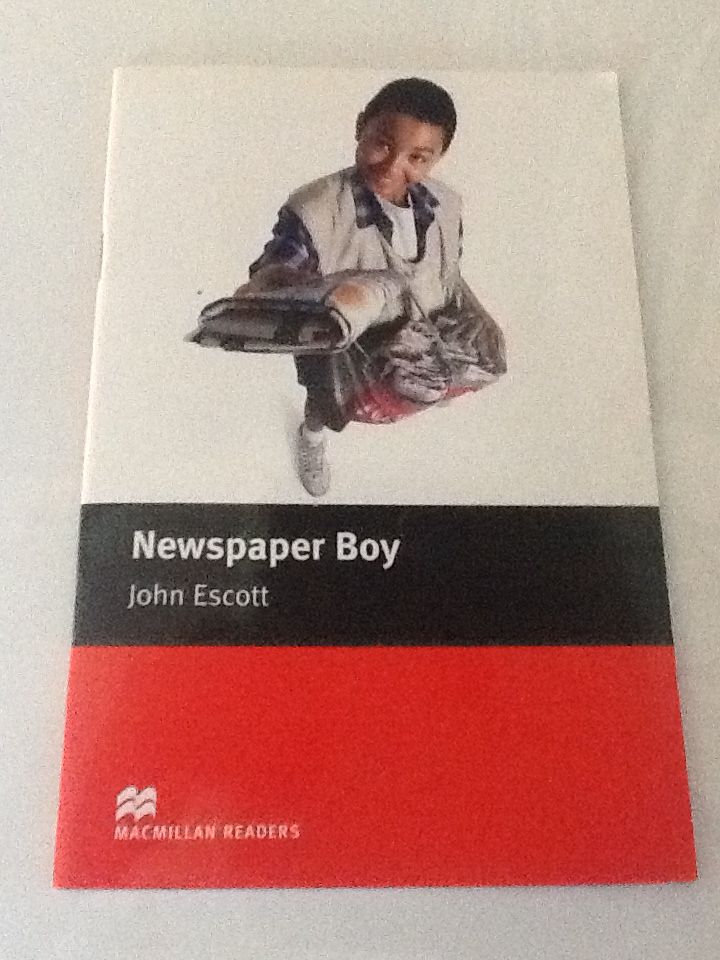 Newspaper Boy
John Escott
MACMILLAN READERS